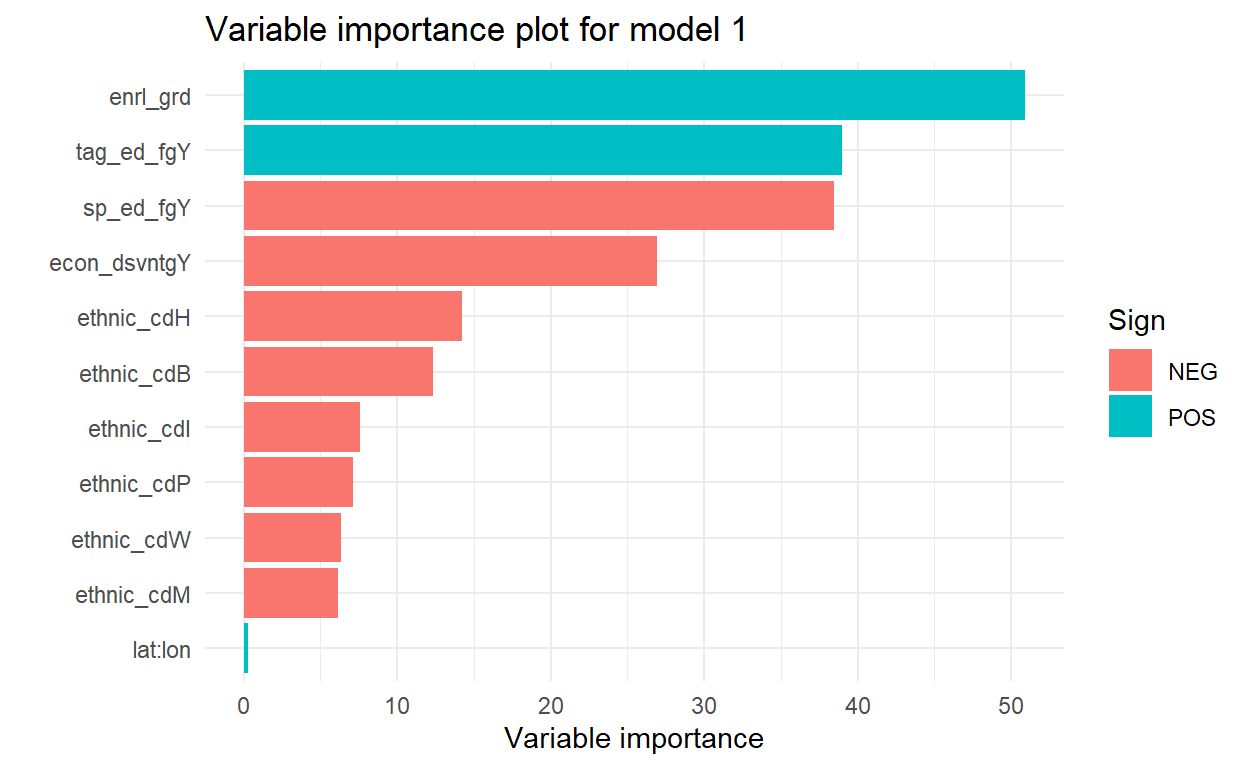 Variable importance plot for model 1
enrl_grd
tag_ed_fgY
sp_ed_fgY
econ_dsvntgY
ethnic_cdH
ethnic_cdB
ethnic_cdI
ethnic_cdP
ethnic_cdW
ethnic_cdM
lat:lon
0 10 20 30 40 50
Variable importance
Sign
NEG
POS